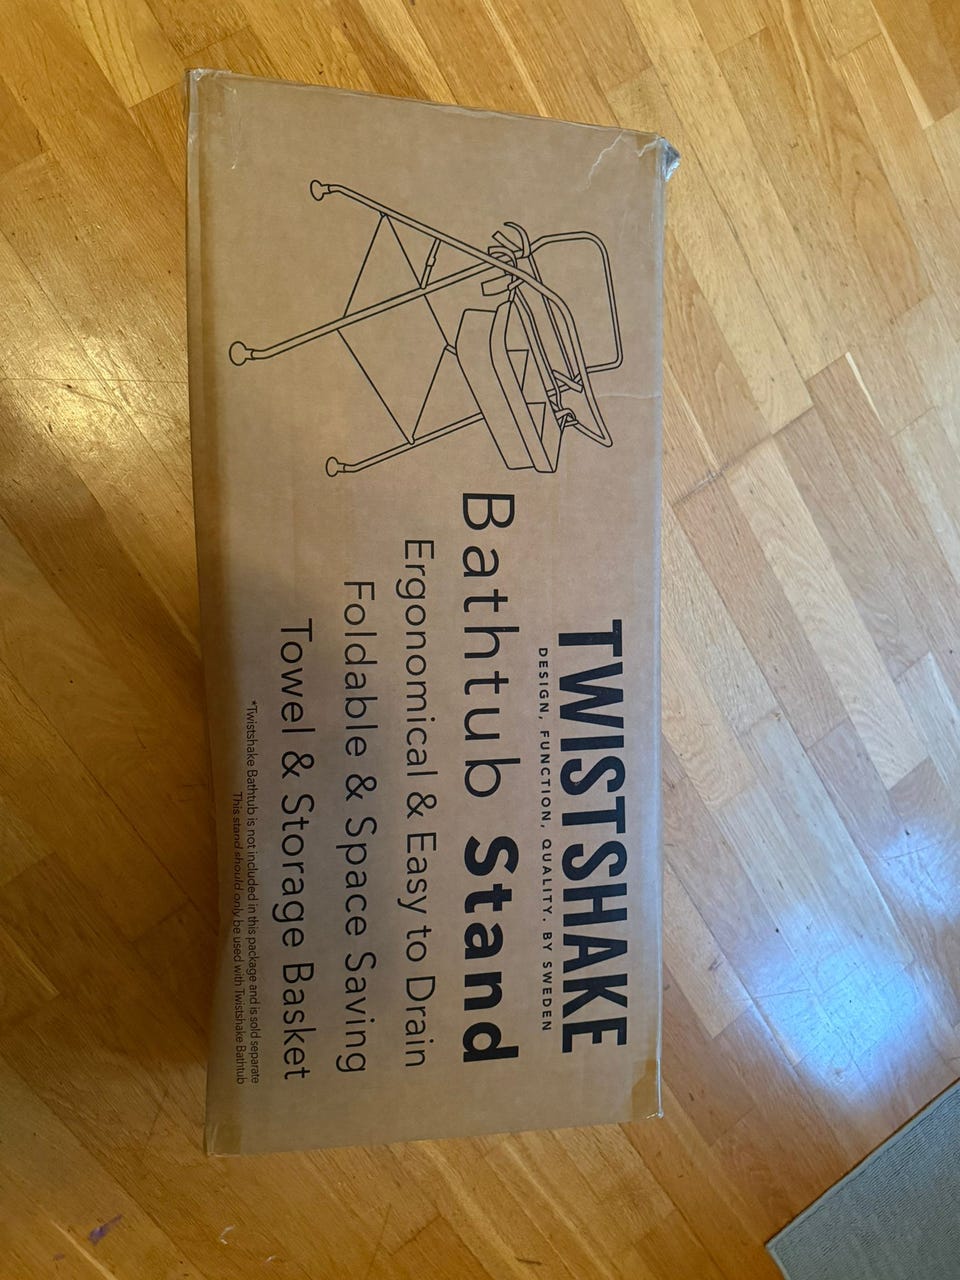 TWISTSHAKE
DESIGN, FUNCTION, QUALITY. BY SWEDEN
Bathtub Stand
Ergonomical & Easy to Drain
Foldable & Space Saving
Towel & Storage Basket
*Twistshake Bathtub is not included in this package and is sold separate
This stand should only be used with Twistshake Bathtub